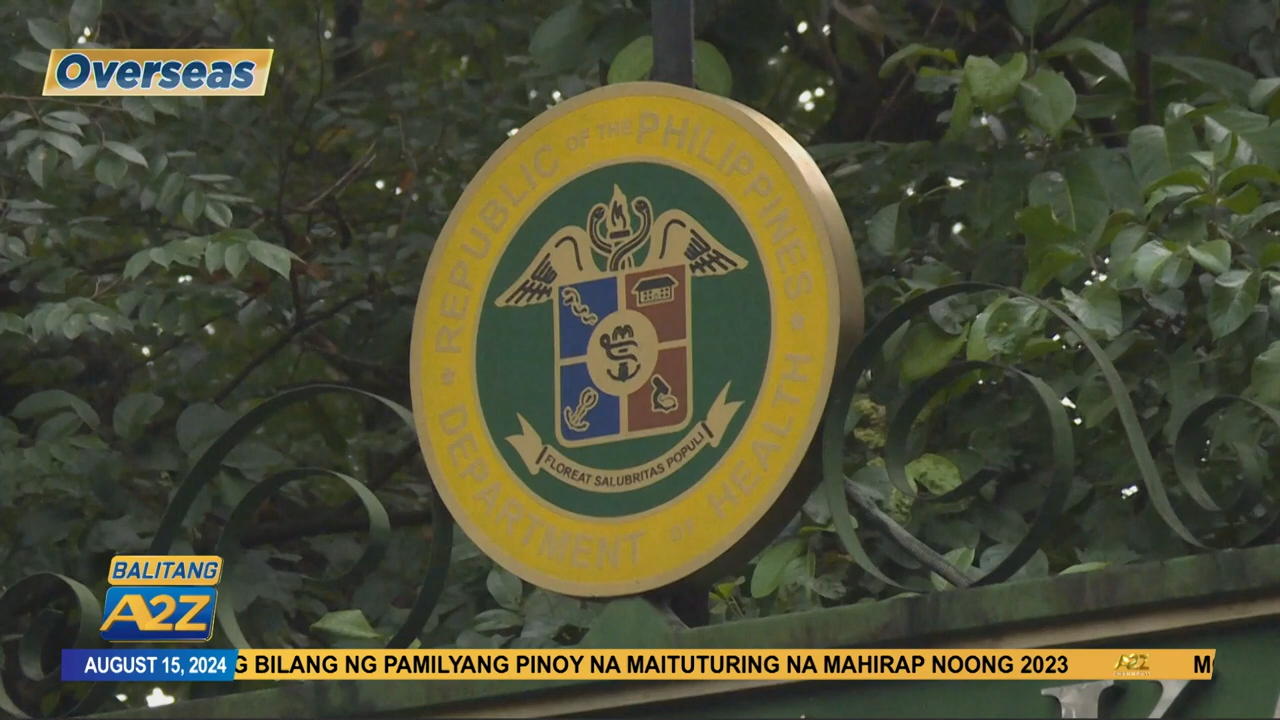 Overseas
REPUBLIC OF THE PHILIPPINES
DEPARTMENT OF HEALTH
FLOREAT SALUBRITAS POPULI
BALITANG
A2Z
AUGUST 15, 2024
BILANG NG PAMILYANG PINOY NA MAITUTURING NA MAHIRAP NOONG 2023
A2Z